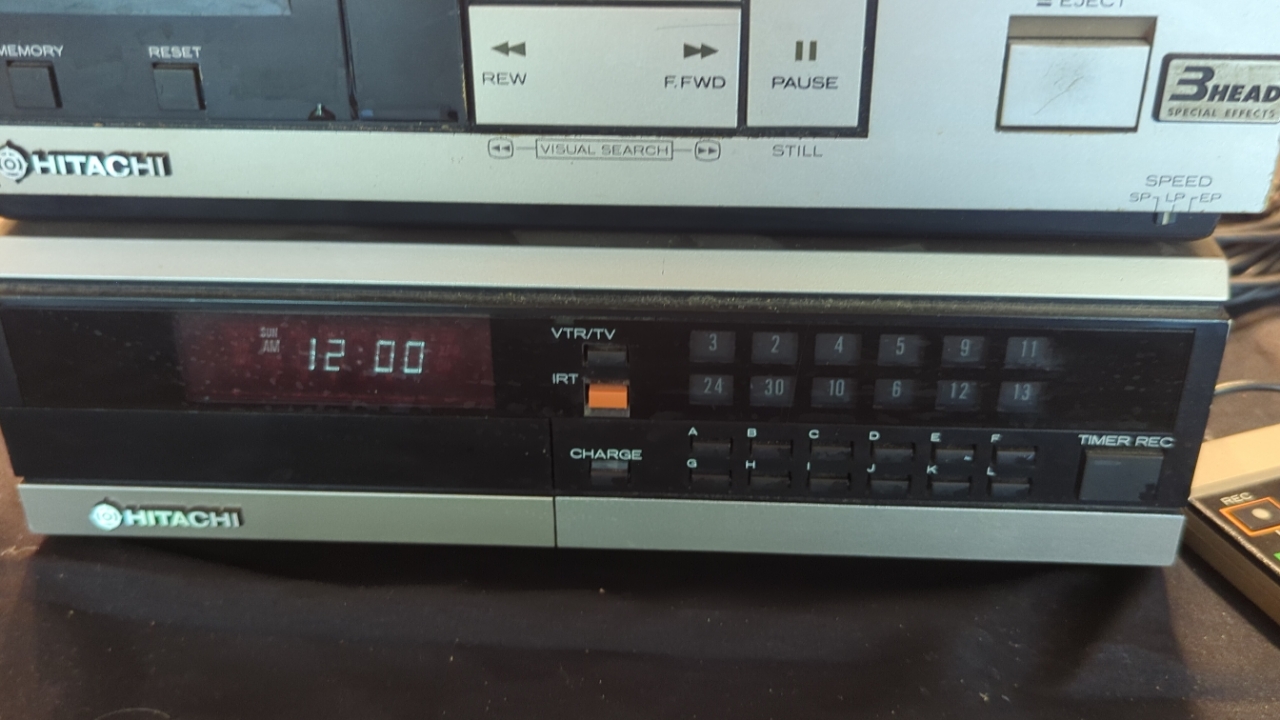 EJECT
MEMORY RESET
REW F.FWD PAUSE
3HEAD
SPECIAL EFFECTS
HITACHI
VISUAL SEARCH STILL
SPEED
SP LP EP
SUN
AM 12:00
VTR/TV
IRT
3 2 4 5 9 11
24 30 10 6 12 13
CHARGE
A B C D E F
G H I J K L
TIMER REC
HITACHI
REC